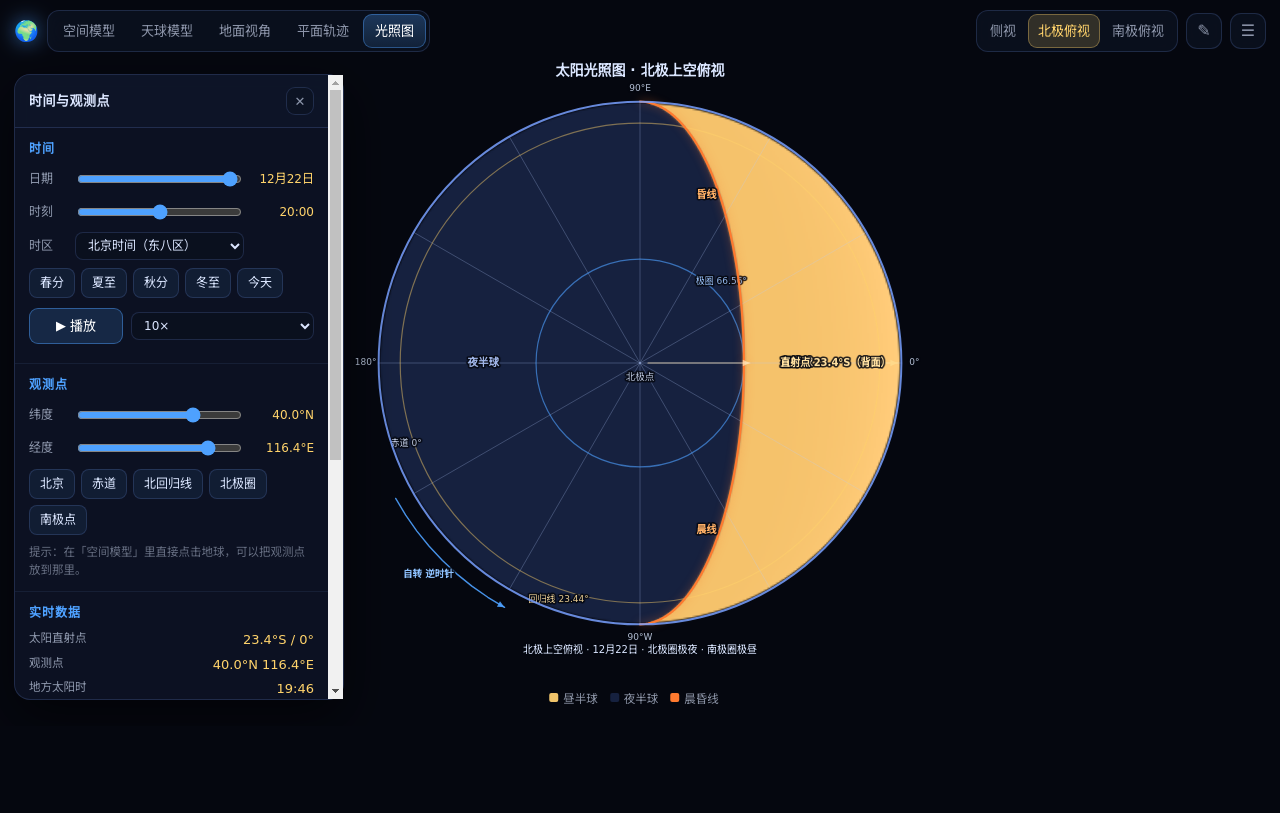 空间模型 天球模型 地面视角 平面轨迹 光照图
侧视 北极俯视 南极俯视
时间与观测点
时间
日期 12月22日
时刻 20:00
时区 北京时间（东八区）
春分 夏至 秋分 冬至 今天
▶ 播放 10×
观测点
纬度 40.0°N
经度 116.4°E
北京 赤道 北回归线 北极圈
南极点
提示：在「空间模型」里直接点击地球，可以把观测点
放到那里。
实时数据
太阳直射点 23.4°S / 0°
观测点 40.0°N 116.4°E
地方太阳时 19:46
太阳光照图 · 北极上空俯视
90°E
昏线
极圈 66.56°
180°
夜半球
北极点
直射点 23.4°S（背面）
0°
赤道 0°
晨线
自转 逆时针
回归线 23.44°
90°W
北极上空俯视 · 12月22日 · 北极圈极夜 · 南极圈极昼
昼半球 夜半球 晨昏线